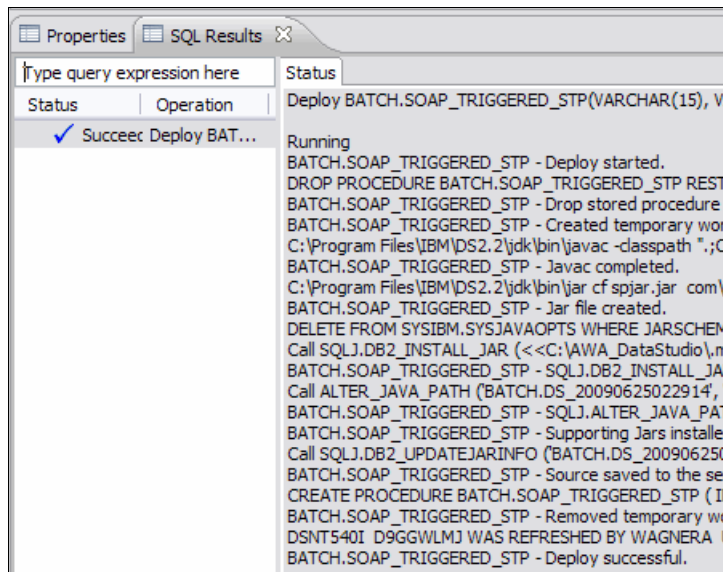 Properties
SQL Results
Type query expression here
Status
Operation
Succeec Deploy BAT...
Status
Deploy BATCH.SOAP_TRIGGERED_STP(VARCHAR(15), V
Running
BATCH.SOAP_TRIGGERED_STP - Deploy started.
DROP PROCEDURE BATCH.SOAP_TRIGGERED_STP REST
BATCH.SOAP_TRIGGERED_STP - Drop stored procedure
BATCH.SOAP_TRIGGERED_STP - Created temporary wor
C:\Program Files\IBM\DS2.2\jdk\bin\javac -classpath ".;C
BATCH.SOAP_TRIGGERED_STP - Javac completed.
C:\Program Files\IBM\DS2.2\jdk\bin\jar cf spjar.jar com\
BATCH.SOAP_TRIGGERED_STP - Jar file created.
DELETE FROM SYSIBM.SYSJAVAOPTS WHERE JARSCHEM
Call SQLJ.DB2_INSTALL_JAR (<<C:\AWA_DataStudio\.m
BATCH.SOAP_TRIGGERED_STP - SQLJ.DB2_INSTALL_JA
Call ALTER_JAVA_PATH ('BATCH.DS_20090625022914',
BATCH.SOAP_TRIGGERED_STP - SQLJ.ALTER_JAVA_PAT
BATCH.SOAP_TRIGGERED_STP - Supporting Jars installe
Call SQLJ.DB2_UPDATEJARINFO ('BATCH.DS_200906250
BATCH.SOAP_TRIGGERED_STP - Source saved to the se
CREATE PROCEDURE BATCH.SOAP_TRIGGERED_STP ( I
BATCH.SOAP_TRIGGERED_STP - Removed temporary wo
DSNT540I D9GGWLMJ WAS REFRESHED BY WAGNERA
BATCH.SOAP_TRIGGERED_STP - Deploy successful.